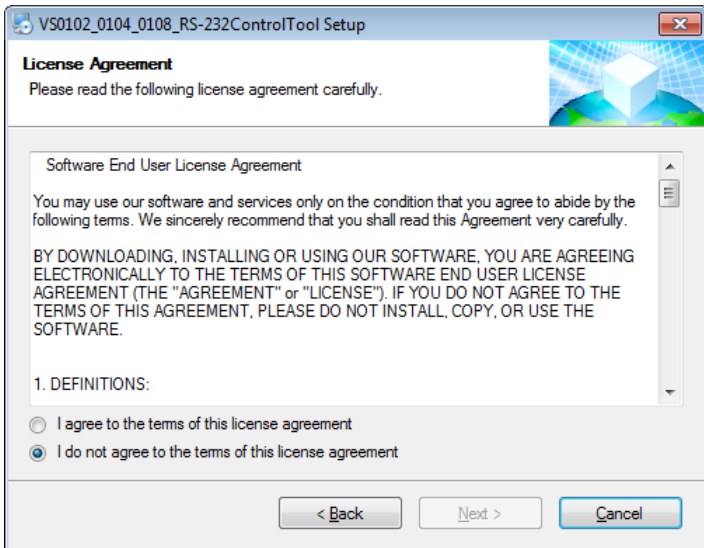 VS0102_0104_0108_RS-232ControlTool Setup
License Agreement
Please read the following license agreement carefully.
Software End User License Agreement
You may use our software and services only on the condition that you agree to abide by the
following terms. We sincerely recommend that you shall read this Agreement very carefully.
BY DOWNLOADING, INSTALLING OR USING OUR SOFTWARE, YOU ARE AGREEING
ELECTRONICALLY TO THE TERMS OF THIS SOFTWARE END USER LICENSE
AGREEMENT (THE "AGREEMENT" or "LICENSE"). IF YOU DO NOT AGREE TO THE
TERMS OF THIS AGREEMENT, PLEASE DO NOT INSTALL, COPY, OR USE THE
SOFTWARE.
1. DEFINITIONS:
I agree to the terms of this license agreement
I do not agree to the terms of this license agreement
< Back Next > Cancel